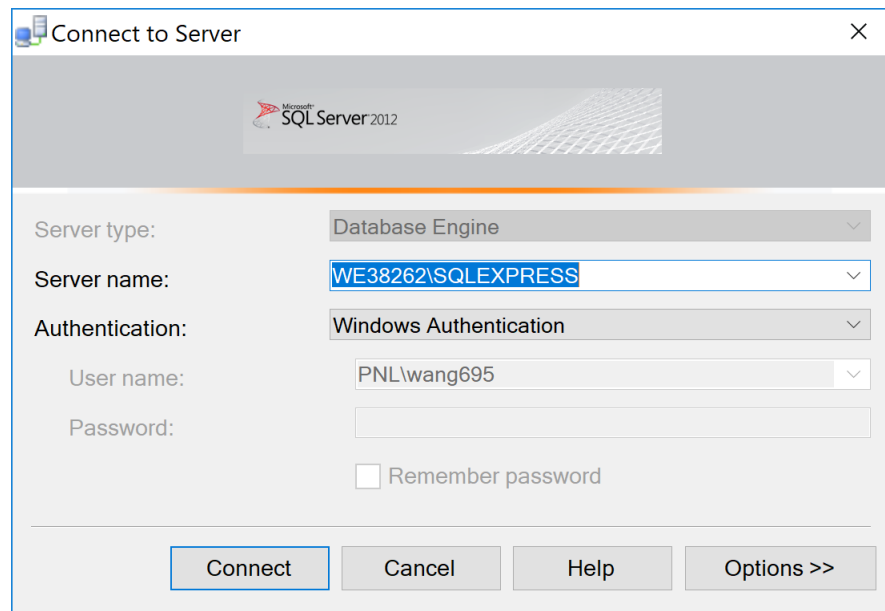 Connect to Server
Microsoft®
SQL Server® 2012
Server type:
Database Engine
Server name:
WE38262\SQLEXPRESS
Authentication:
Windows Authentication
User name:
PNL\wang695
Password:
Remember password
Connect
Cancel
Help
Options >>